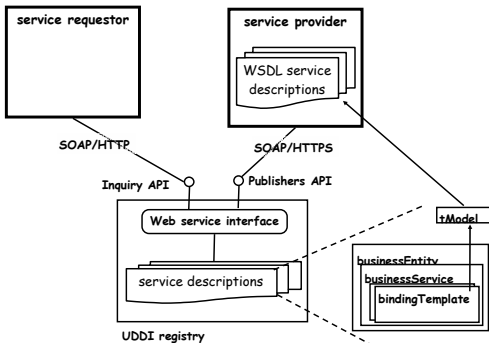 service requestor
service provider
WSDL service
descriptions
SOAP/HTTP
SOAP/HTTPS
Inquiry API
Publishers API
Web service interface
tModel
service descriptions
businessEntity
businessService
bindingTemplate
UDDI registry